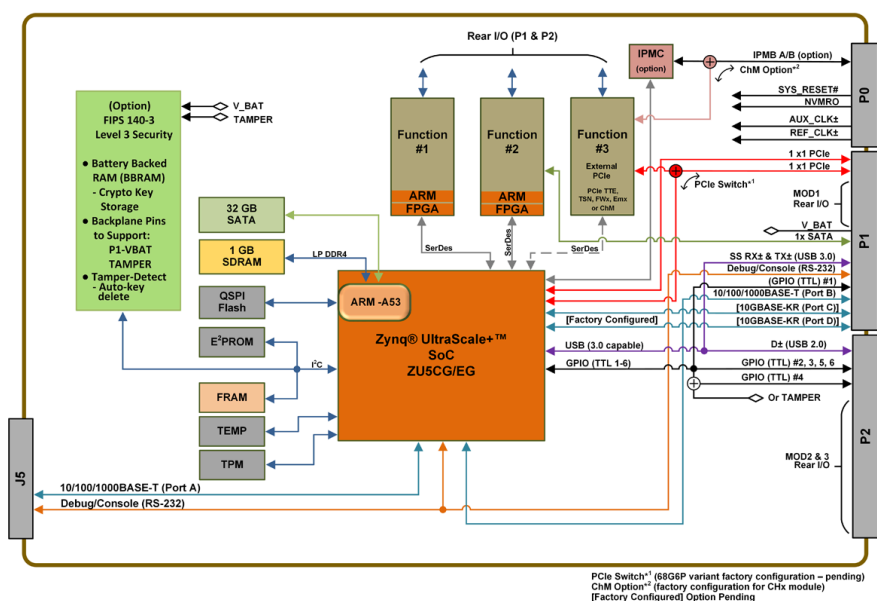 Rear I/O (P1 & P2)
IPMC
(option)
IPMB A/B (option)
ChM Option*2
P0
SYS_RESET#
NVMRO
AUX_CLK±
REF_CLK±
(Option)
FIPS 140-3
Level 3 Security
● Battery Backed
RAM (BBRAM)
- Crypto Key
Storage
● Backplane Pins
to Support:
P1-VBAT
TAMPER
● Tamper-Detect
- Auto-key
delete
V_BAT
TAMPER
Function
#1
ARM
FPGA
Function
#2
ARM
FPGA
Function
#3
External
PCIe
PCIe TTE,
TSN, FWx, Emx
or ChM
1 x1 PCIe
1 x1 PCIe
PCIe Switch*1
MOD1
Rear I/O
P1
V_BAT
1x SATA
32 GB
SATA
1 GB
SDRAM
LP DDR4
SerDes
SerDes
SerDes
SS RX± & TX± (USB 3.0)
Debug/Console (RS-232)
(GPIO (TTL) #1)
10/100/1000BASE-T (Port B)
[10GBASE-KR (Port C)]
[Factory Configured]
[10GBASE-KR (Port D)]
QSPI
Flash
ARM -A53
Zynq® UltraScale+™
SoC
ZU5CG/EG
E2PROM
I2C
FRAM
TEMP
TPM
USB (3.0 capable)
D± (USB 2.0)
GPIO (TTL 1-6)
GPIO (TTL) #2, 3, 5, 6
GPIO (TTL) #4
Or TAMPER
P2
MOD2 & 3
Rear I/O
J5
10/100/1000BASE-T (Port A)
Debug/Console (RS-232)
PCIe Switch*1 (68G6P variant factory configuration – pending)
ChM Option*2 (factory configuration for CHx module)
[Factory Configured] Option Pending